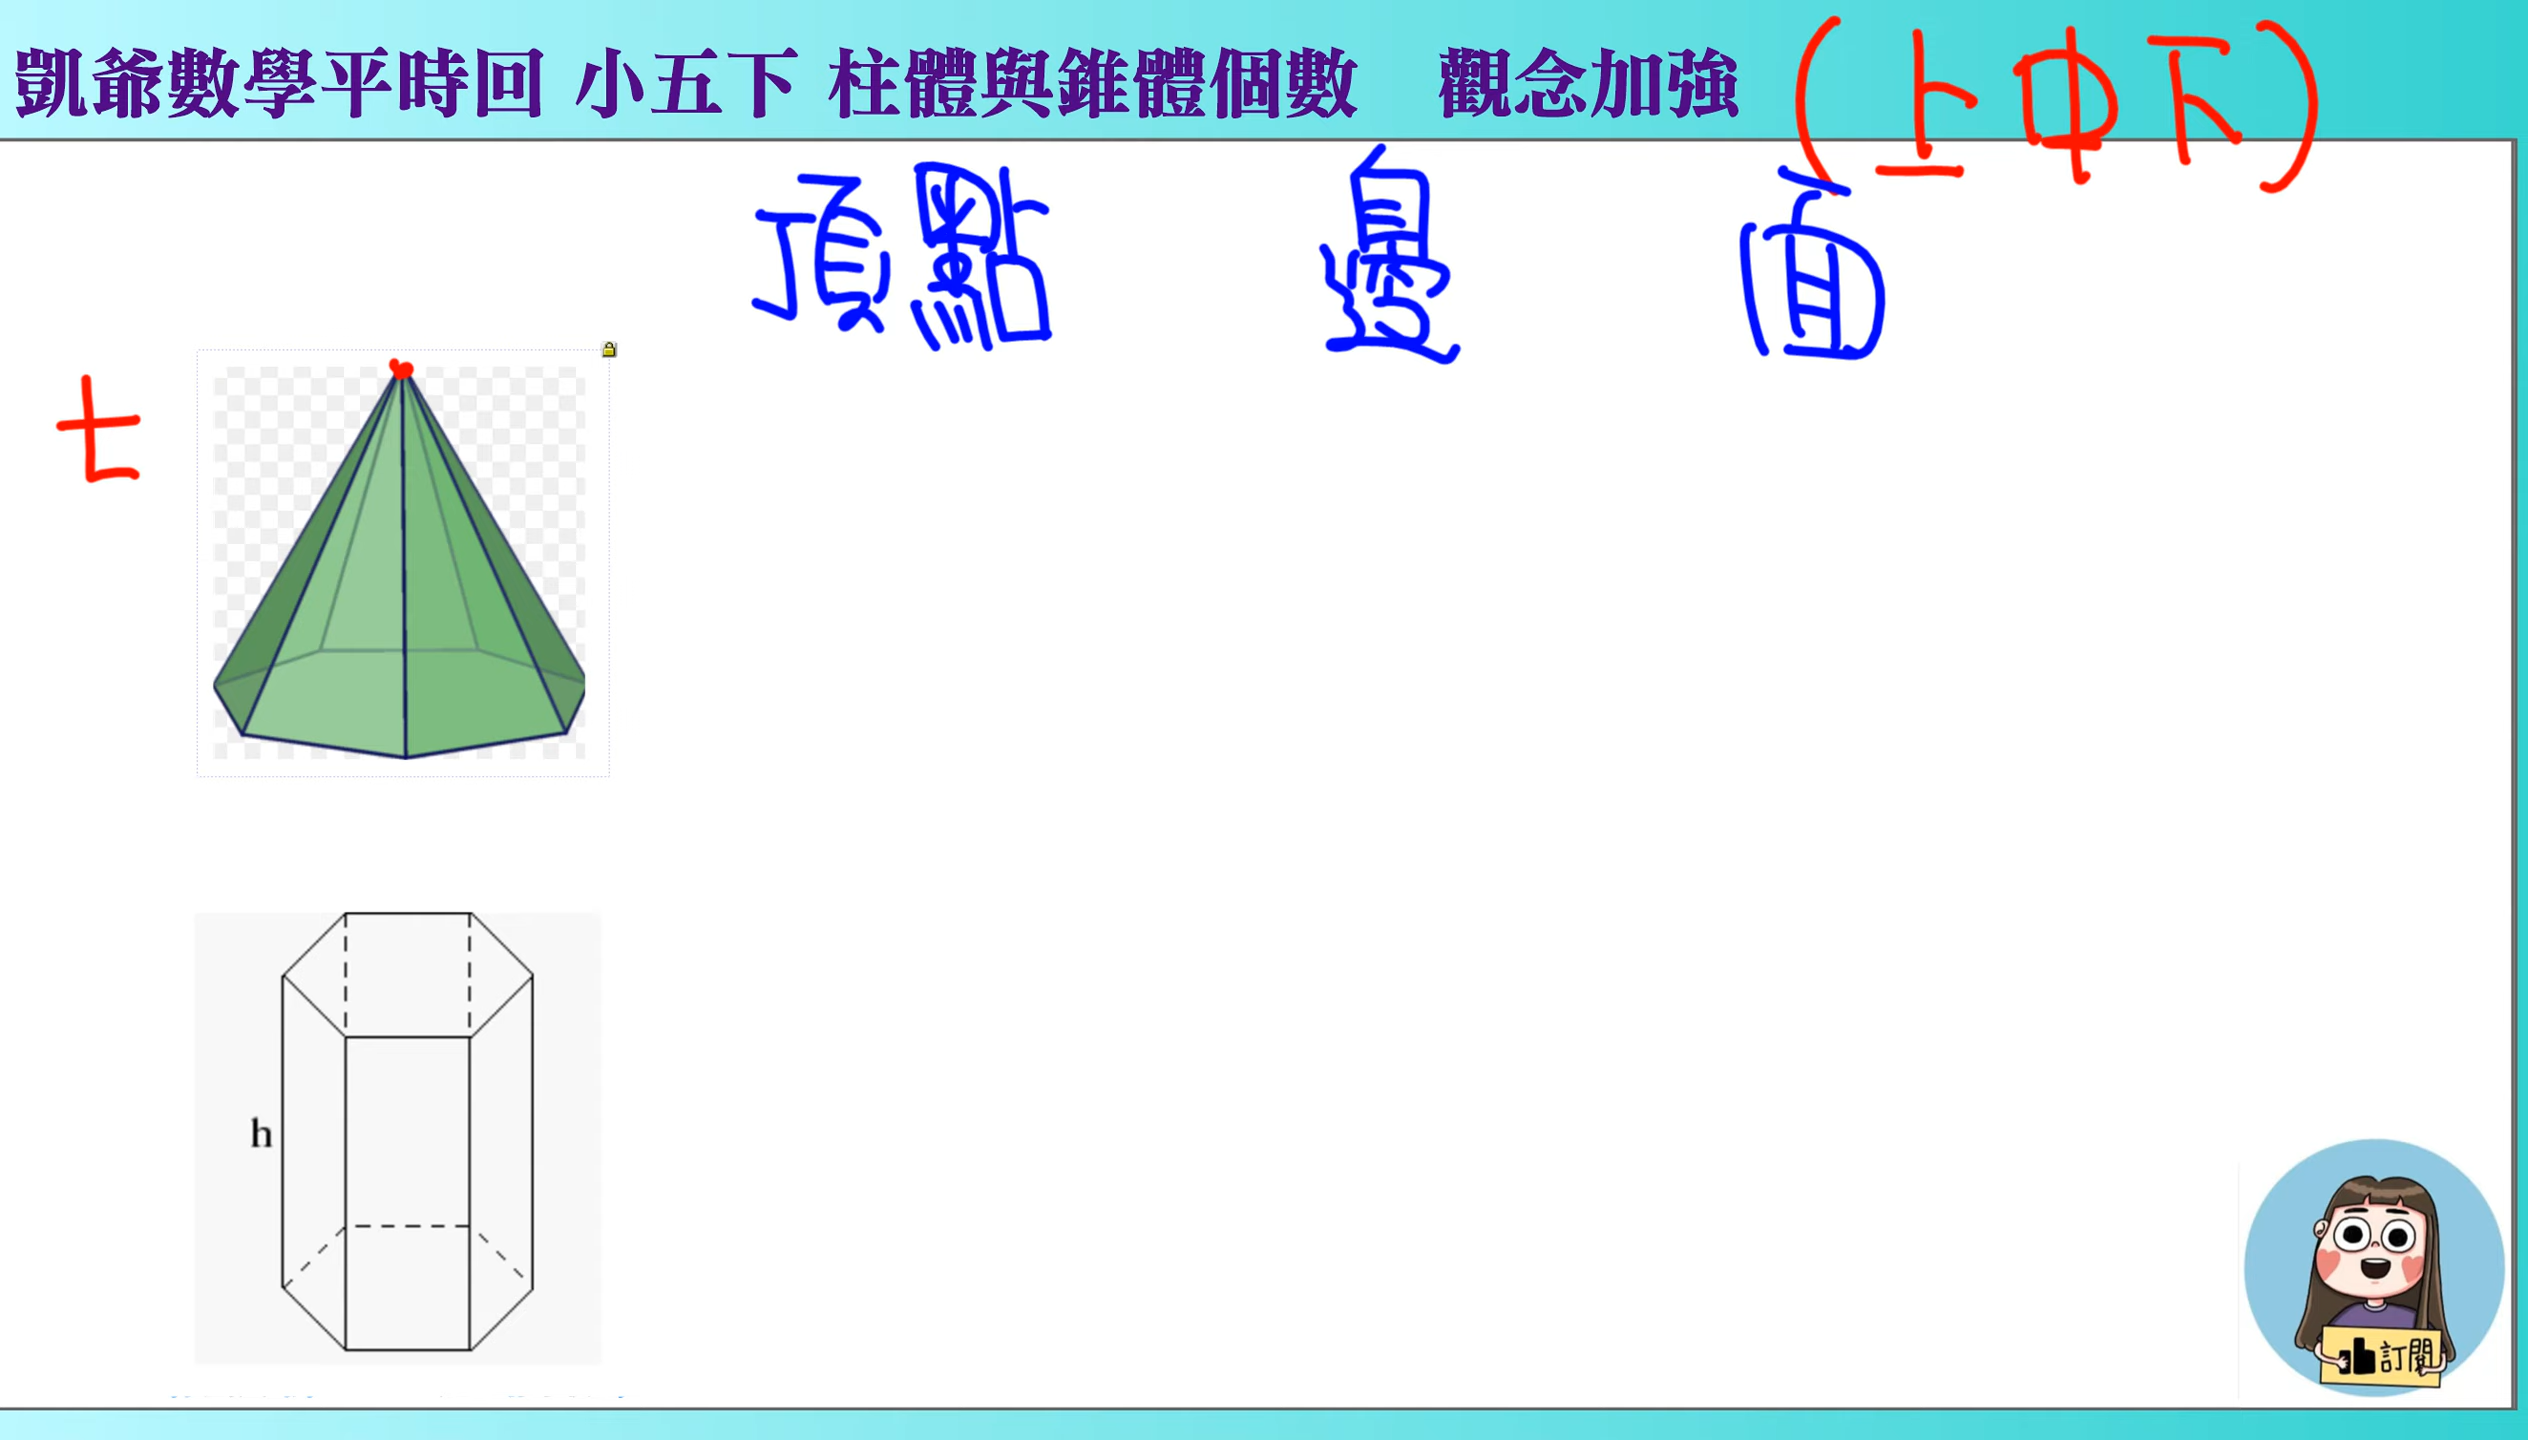 凱爺數學平時回 小五下 柱體與錐體個數 觀念加強 (上中下)
頂點 邊 面
七
h
訂閱